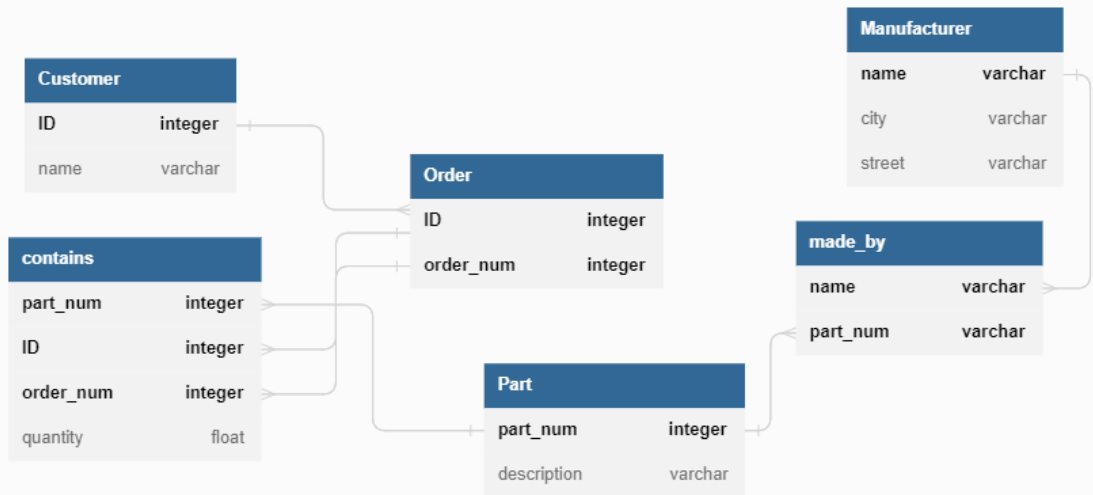 Customer
ID integer
name varchar
contains
part_num integer
ID integer
order_num integer
quantity float
Order
ID integer
order_num integer
Part
part_num integer
description varchar
Manufacturer
name varchar
city varchar
street varchar
made_by
name varchar
part_num varchar